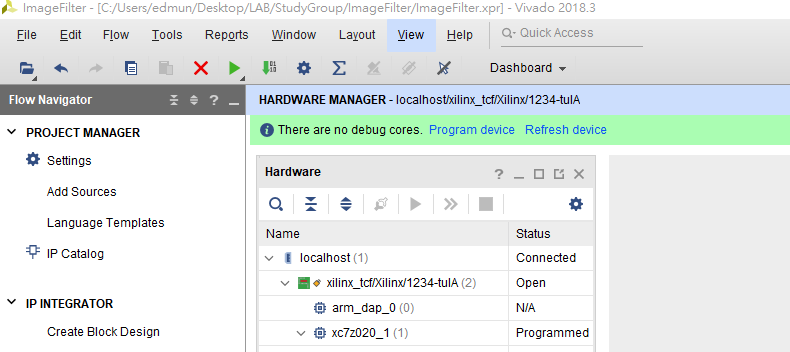 ImageFilter - [C:/Users/edmun/Desktop/LAB/StudyGroup/ImageFilter/ImageFilter.xpr] - Vivado 2018.3
File Edit Flow Tools Reports Window Layout View Help Quick Access
Dashboard
Flow Navigator
HARDWARE MANAGER - localhost/xilinx_tcf/Xilinx/1234-tulA
There are no debug cores. Program device Refresh device
PROJECT MANAGER
Settings
Add Sources
Language Templates
IP Catalog
IP INTEGRATOR
Create Block Design
Hardware
Name Status
localhost (1) Connected
xilinx_tcf/Xilinx/1234-tulA (2) Open
arm_dap_0 (0) N/A
xc7z020_1 (1) Programmed